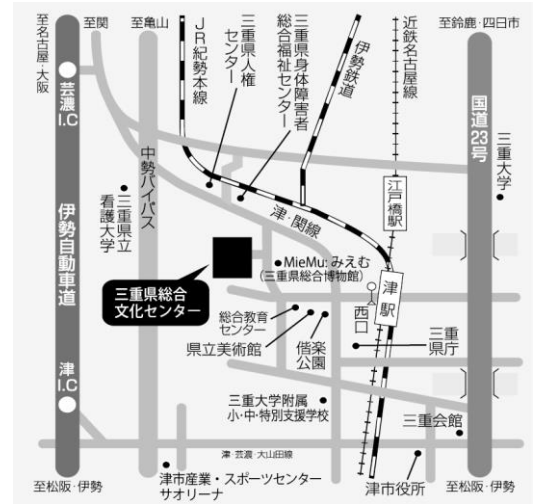 至名古屋・大阪
至関
至亀山
JR紀勢本線
三重県人権
センター
三重県身体障害者
総合福祉センター
伊勢鉄道
近鉄名古屋線
至鈴鹿・四日市
芸濃
I.C
国道23号
三重大学
中勢バイパス
三重県立
看護大学
江戸橋駅
伊勢自動車道
津・関線
MieMu:みえむ
(三重県総合博物館)
津駅
西口
三重県総合
文化センター
総合教育
センター
県立美術館
偕楽
公園
三重
県庁
津
I.C
三重大学附属
小・中・特別支援学校
三重会館
津・芸濃・大山田線
津市産業・スポーツセンター
サオリーナ
津市役所
至松阪・伊勢
至松阪・伊勢